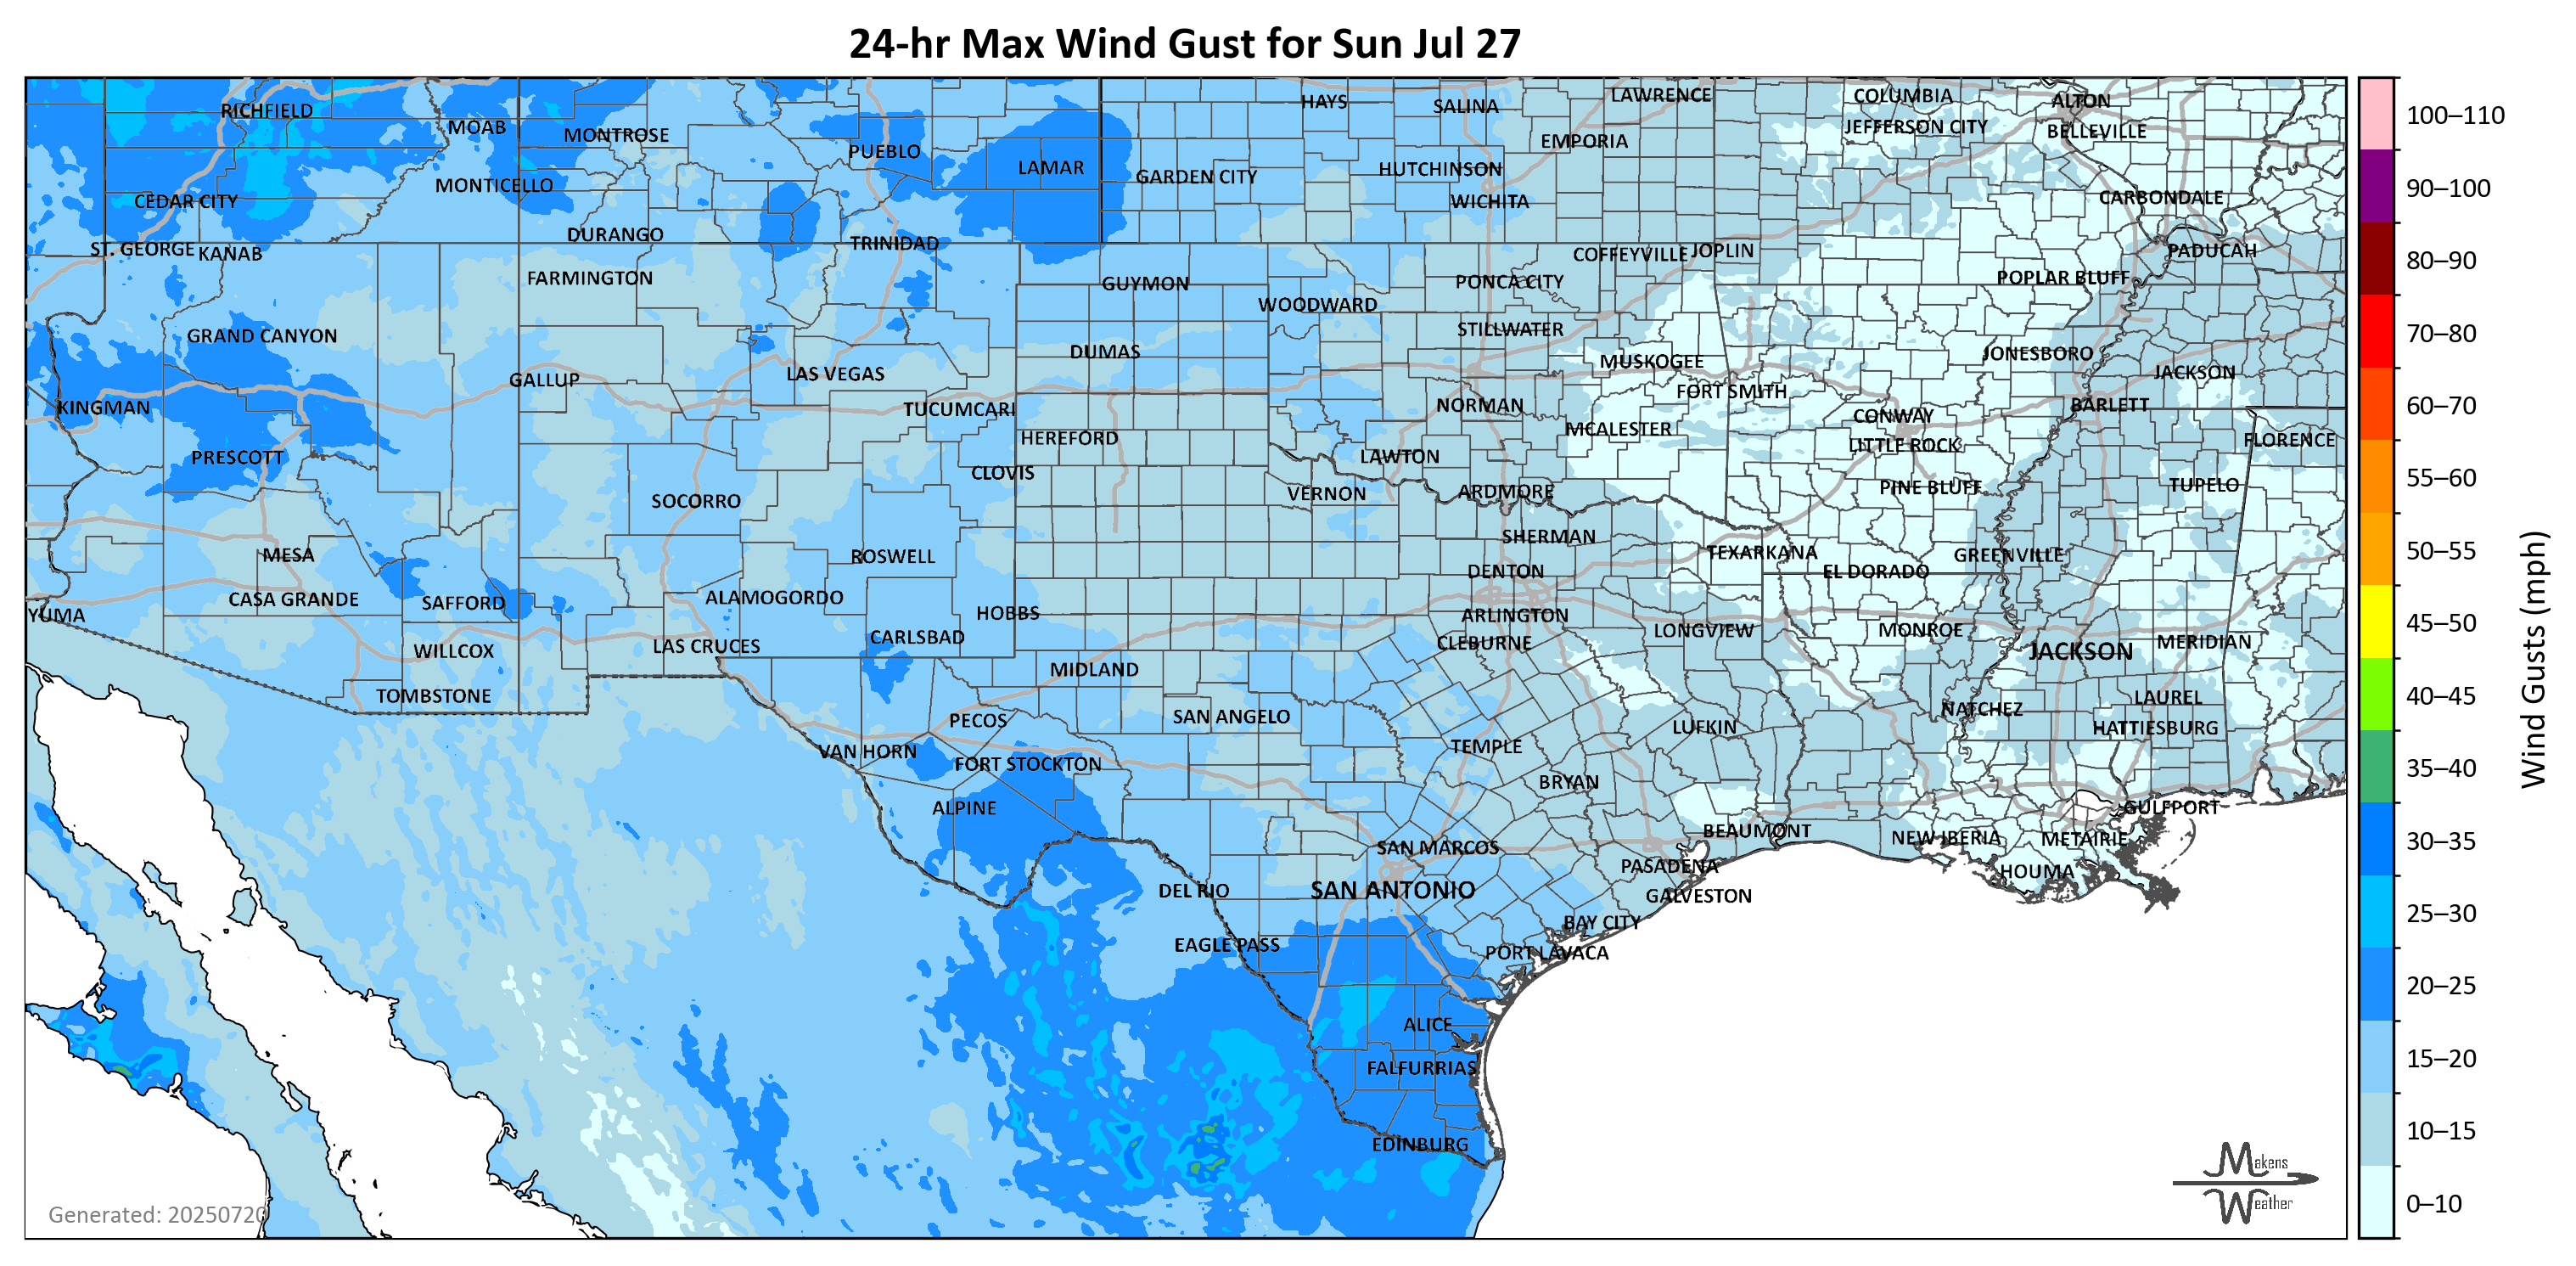 24-hr Max Wind Gust for Sun Jul 27
RICHFIELD
MOAB
MONTROSE
PUEBLO
LAMAR
HAYS
SALINA
LAWRENCE
COLUMBIA
ALTON
EMPORIA
JEFFERSON CITY
BELLEVILLE
CEDAR CITY
MONTICELLO
GARDEN CITY
HUTCHINSON
WICHITA
CARBONDALE
ST. GEORGE
KANAB
DURANGO
TRINIDAD
COFFEYVILLE
JOPLIN
PADUCAH
FARMINGTON
GUYMON
WOODWARD
PONCA CITY
POPLAR BLUFF
GRAND CANYON
DUMAS
STILLWATER
MUSKOGEE
JONESBORO
KINGMAN
GALLUP
LAS VEGAS
TUCUMCARI
NORMAN
FORT SMITH
CONWAY
JACKSON
BARLETT
PRESCOTT
HEREFORD
CLOVIS
LAWTON
MCALESTER
LITTLE ROCK
FLORENCE
SOCORRO
VERNON
ARDMORE
PINE BLUFF
TUPELO
MESA
ROSWELL
SHERMAN
TEXARKANA
GREENVILLE
YUMA
CASA GRANDE
SAFFORD
ALAMOGORDO
HOBBS
DENTON
ARLINGTON
EL DORADO
WILLCOX
LAS CRUCES
CARLSBAD
CLEBURNE
LONGVIEW
MONROE
JACKSON
MERIDIAN
TOMBSTONE
MIDLAND
PECOS
SAN ANGELO
LUFKIN
NATCHEZ
LAUREL
HATTIESBURG
VAN HORN
FORT STOCKTON
TEMPLE
BRYAN
ALPINE
BEAUMONT
NEW IBERIA
METAIRIE
GULFPORT
SAN MARCOS
PASADENA
HOUMA
DEL RIO
SAN ANTONIO
GALVESTON
EAGLE PASS
BAY CITY
PORT LAVACA
ALICE
FALFURRIAS
EDINBURG
Generated: 20250720
Makens
Weather
100–110
90–100
80–90
70–80
60–70
55–60
50–55
45–50
40–45
35–40
30–35
25–30
20–25
15–20
10–15
0–10
Wind Gusts (mph)